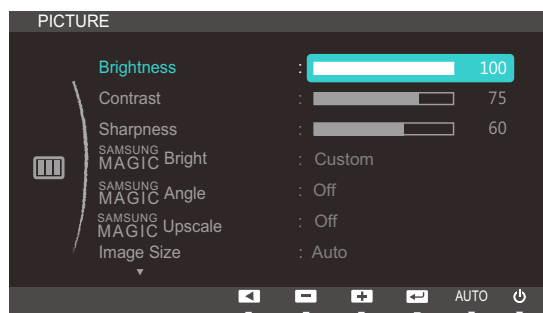 PICTURE
Brightness : 100
Contrast : 75
Sharpness : 60
SAMSUNG MAGIC Bright : Custom
SAMSUNG MAGIC Angle : Off
SAMSUNG MAGIC Upscale : Off
Image Size : Auto
AUTO